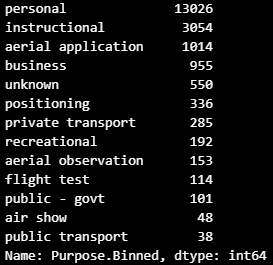 personal 13026
instructional 3054
aerial application 1014
business 955
unknown 550
positioning 336
private transport 285
recreational 192
aerial observation 153
flight test 114
public - govt 101
air show 48
public transport 38
Name: Purpose.Binned, dtype: int64